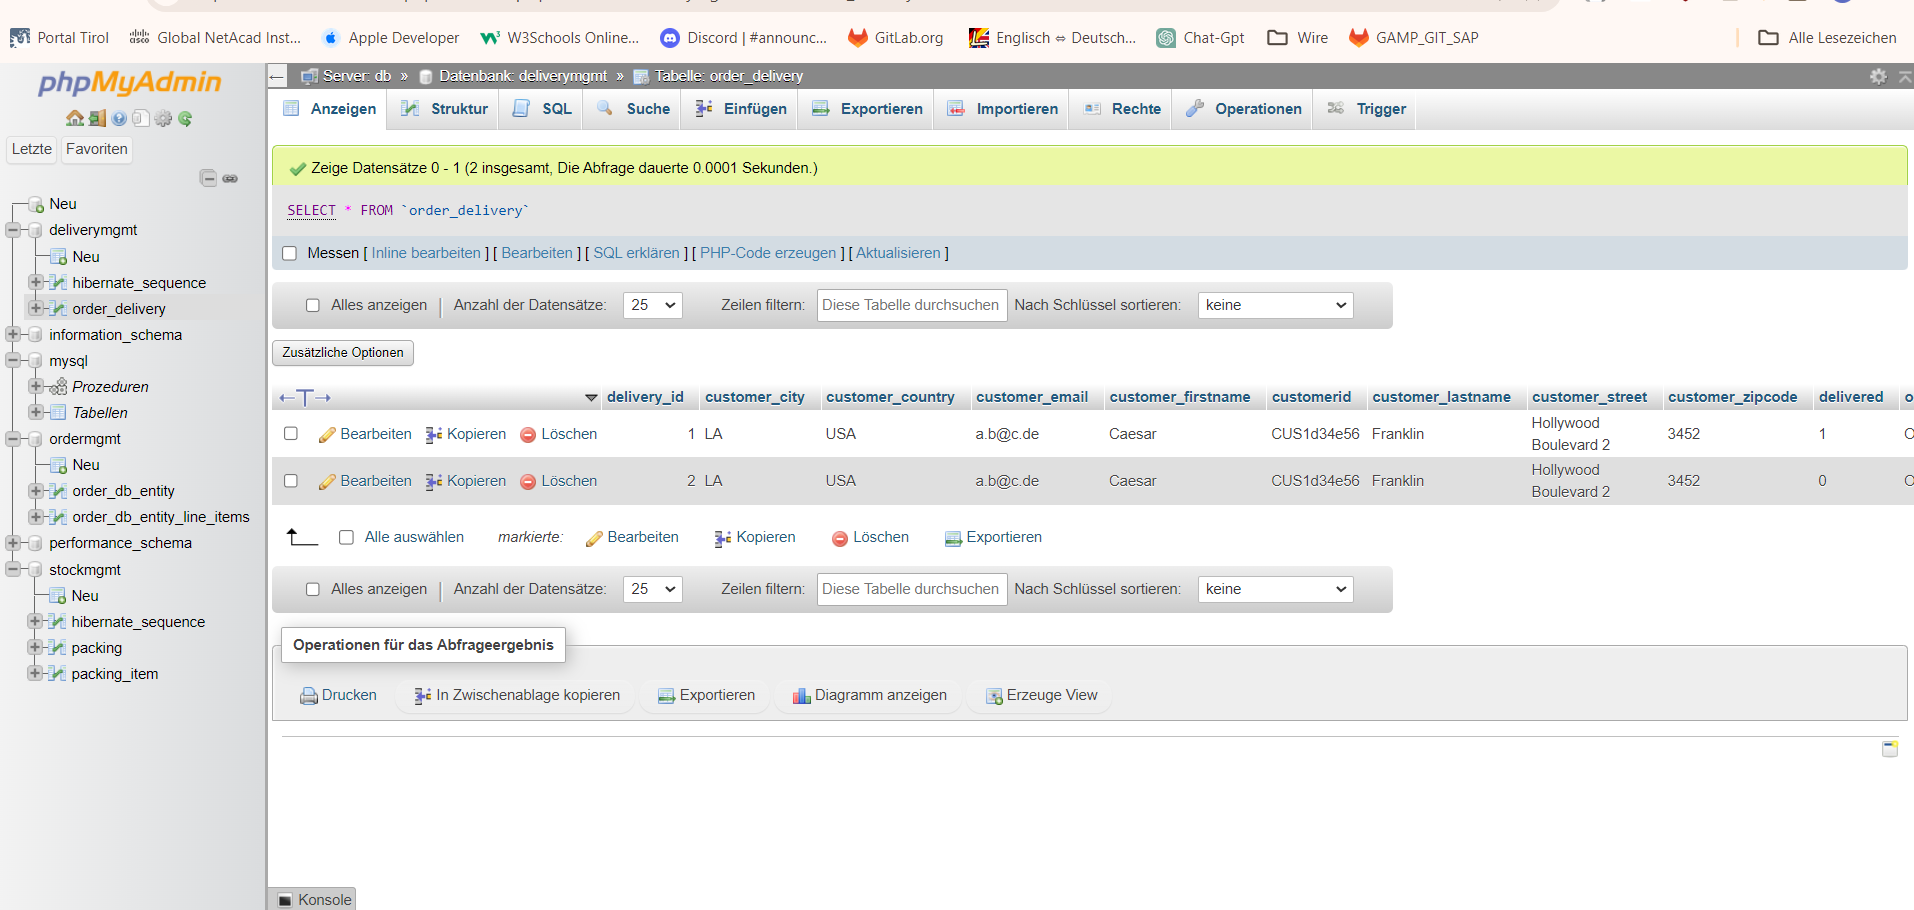 Portal Tirol
Global NetAcad Inst...
Apple Developer
W3Schools Online...
Discord | #announc...
GitLab.org
Englisch ⇔ Deutsch...
Chat-Gpt
Wire
GAMP_GIT_SAP
Alle Lesezeichen
phpMyAdmin
Letzte
Favoriten
Neu
deliverymgmt
Neu
hibernate_sequence
order_delivery
information_schema
mysql
Prozeduren
Tabellen
ordermgmt
Neu
order_db_entity
order_db_entity_line_items
performance_schema
stockmgmt
Neu
hibernate_sequence
packing
packing_item
Server: db » Datenbank: deliverymgmt » Tabelle: order_delivery
Anzeigen Struktur SQL Suche Einfügen Exportieren Importieren Rechte Operationen Trigger
Zeige Datensätze 0 - 1 (2 insgesamt, Die Abfrage dauerte 0.0001 Sekunden.)
SELECT * FROM `order_delivery`
Messen [ Inline bearbeiten ] [ Bearbeiten ] [ SQL erklären ] [ PHP-Code erzeugen ] [ Aktualisieren ]
Alles anzeigen | Anzahl der Datensätze: 25 Zeilen filtern: Diese Tabelle durchsuchen Nach Schlüssel sortieren: keine
Zusätzliche Optionen
←T→ delivery_id customer_city customer_country customer_email customer_firstname customerid customer_lastname customer_street customer_zipcode delivered
Bearbeiten Kopieren Löschen 1 LA USA a.b@c.de Caesar CUS1d34e56 Franklin Hollywood Boulevard 2 3452 1
Bearbeiten Kopieren Löschen 2 LA USA a.b@c.de Caesar CUS1d34e56 Franklin Hollywood Boulevard 2 3452 0
Alle auswählen markierte: Bearbeiten Kopieren Löschen Exportieren
Alles anzeigen | Anzahl der Datensätze: 25 Zeilen filtern: Diese Tabelle durchsuchen Nach Schlüssel sortieren: keine
Operationen für das Abfrageergebnis
Drucken In Zwischenablage kopieren Exportieren Diagramm anzeigen Erzeuge View
Konsole